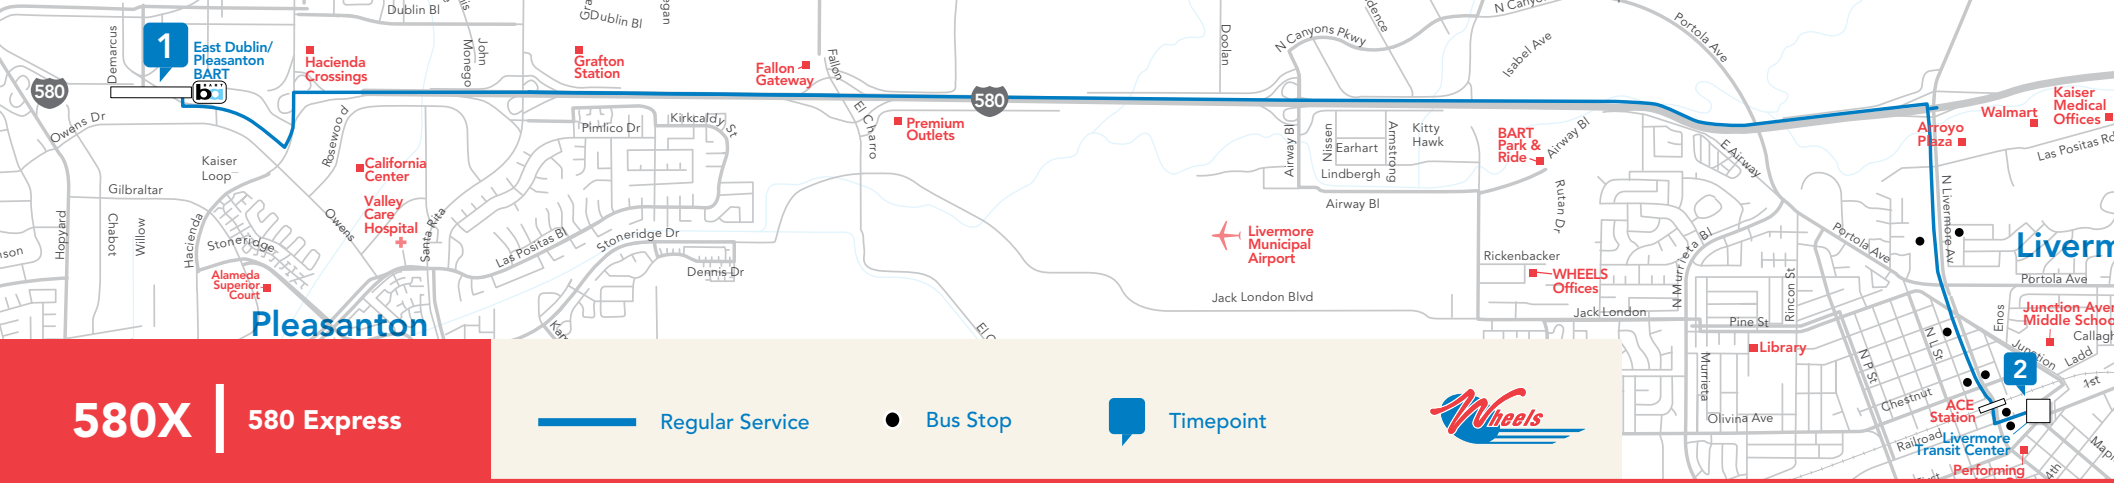 Dublin Bl
Dublin Bl
N Canyons Pkwy
Portola Ave
Isabel Ave
Demarcus
1
East Dublin/
Pleasanton
BART
Hacienda
Crossings
John
Monego
Grafton
Station
Fallon
Gateway
Fallon
El Charro
Doolan
580
580
Owens Dr
Rosewood
Pimlico Dr
Kirkcaldy St
Premium
Outlets
Airway Bl
Nissen
Earhart
Armstrong
Lindbergh
Kitty
Hawk
BART
Park &
Ride
Airway Bl
E Airway
Arroyo
Plaza
Walmart
Kaiser
Medical
Offices
Las Positas Rd
Kaiser
Loop
California
Center
Gilbraltar
Valley
Care
Hospital
Hopyard
Chabot
Willow
Hacienda
Stoneridge
Owens
Santa Rita
Las Positas Bl
Stoneridge Dr
Dennis Dr
Alameda
Superior
Court
Pleasanton
Livermore
Municipal
Airport
Airway Bl
Rutan Dr
Rickenbacker
WHEELS
Offices
Jack London Blvd
Jack London
N Murrieta Bl
Rincon St
Pine St
Library
Portola Ave
N Livermore Av
Liverm
Portola Ave
Enos
Junction Aven
Middle Schoo
Callagh
Junction
Ladd
1st
N L St
N P St
Murrieta
Chestnut
Olivina Ave
2
ACE
Station
Railroad
Livermore
Transit Center
Performing
4th
580X
580 Express
Regular Service
Bus Stop
Timepoint
Wheels